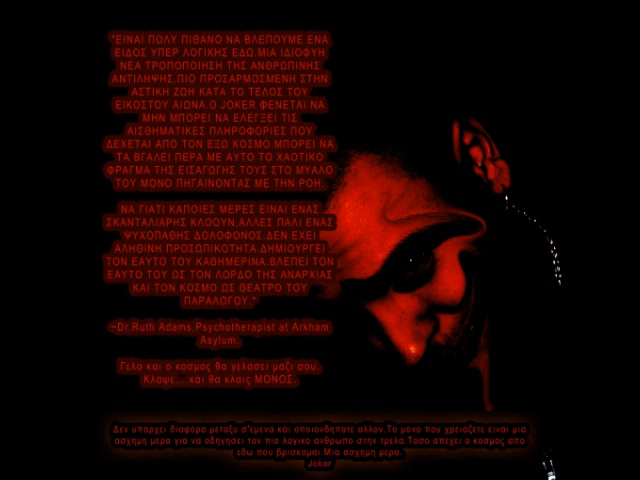 "ΕΙΝΑΙ ΠΟΛΥ ΠΙΘΑΝΟ ΝΑ ΒΛΕΠΟΥΜΕ ΕΝΑ
ΕΙΔΟΣ ΥΠΕΡ ΛΟΓΙΚΗΣ ΕΔΩ.ΜΙΑ ΙΔΙΟΦΥΗ
ΝΕΑ ΤΡΟΠΟΠΟΙΗΣΗ ΤΗΣ ΑΝΘΡΩΠΙΝΗΣ
ΑΝΤΙΛΗΨΗΣ.ΠΙΟ ΠΡΟΣΑΡΜΟΣΜΕΝΗ ΣΤΗΝ
ΑΣΤΙΚΗ ΖΩΗ ΚΑΤΑ ΤΟ ΤΕΛΟΣ ΤΟΥ
ΕΙΚΟΣΤΟΥ ΑΙΩΝΑ.Ο JOKER ΦΕΝΕΤΑΙ ΝΑ
ΜΗΝ ΜΠΟΡΕΙ ΝΑ ΕΛΕΓΞΕΙ ΤΙΣ
ΑΙΣΘΗΜΑΤΙΚΕΣ ΠΛΗΡΟΦΟΡΙΕΣ ΠΟΥ
ΔΕΧΕΤΑΙ ΑΠΟ ΤΟΝ ΕΞΩ ΚΟΣΜΟ.ΜΠΟΡΕΙ ΝΑ
ΤΑ ΒΓΑΛΕΙ ΠΕΡΑ ΜΕ ΑΥΤΟ ΤΟ ΧΑΟΤΙΚΟ
ΦΡΑΓΜΑ ΤΗΣ ΕΙΣΑΓΩΓΗΣ ΤΟΥΣ ΣΤΟ ΜΥΑΛΟ
ΤΟΥ ΜΟΝΟ ΠΗΓΑΙΝΟΝΤΑΣ ΜΕ ΤΗΝ ΡΟΗ.
ΝΑ ΓΙΑΤΙ ΚΑΠΟΙΕΣ ΜΕΡΕΣ ΕΙΝΑΙ ΕΝΑΣ
ΣΚΑΝΤΑΛΙΑΡΗΣ ΚΛΟΟΥΝ,ΑΛΛΕΣ ΠΑΛΙ ΕΝΑΣ
ΨΥΧΟΠΑΘΗΣ ΔΟΛΟΦΟΝΟΣ.ΔΕΝ ΕΧΕΙ
ΑΛΗΘΙΝΗ ΠΡΟΣΩΠΙΚΟΤΗΤΑ ΔΗΜΙΟΥΡΓΕΙ
ΤΟΝ ΕΑΥΤΟ ΤΟΥ ΚΑΘΗΜΕΡΙΝΑ.ΒΛΕΠΕΙ ΤΟΝ
ΕΑΥΤΟ ΤΟΥ ΩΣ ΤΟΝ ΛΟΡΔΟ ΤΗΣ ΑΝΑΡΧΙΑΣ
ΚΑΙ ΤΟΝ ΚΟΣΜΟ ΩΣ ΘΕΑΤΡΟ ΤΟΥ
ΠΑΡΑΛΟΓΟΥ."
~Dr.Ruth Adams,Psychotherapist at Arkham
Asylum.
Γελα και ο κοσμος θα γελασει μαζι σου.
Κλαψε....και θα κλαις ΜΟΝΟΣ.
Δεν υπαρχει διαφορα μεταξυ σ'εμενα και οποιονδηποτε αλλον.Το μονο που χρειαζετε ειναι μια
ασχημη μερα για να οδηγησει τον πιο λογικο ανθρωπο στην τρελα.Τοσο απεχει ο κοσμος απο
εδω που βρισκομαι.Μια ασχημη μερα.
Joker